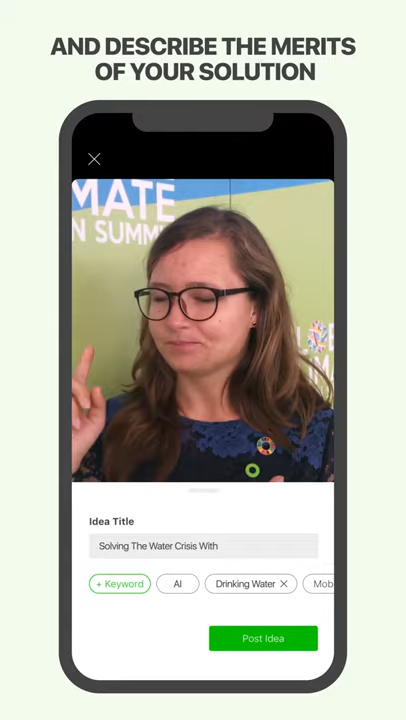 AND DESCRIBE THE MERITS
OF YOUR SOLUTION
MATE
N SUMM
Idea Title
Solving The Water Crisis With
+ Keyword
AI
Drinking Water
Mob
Post Idea